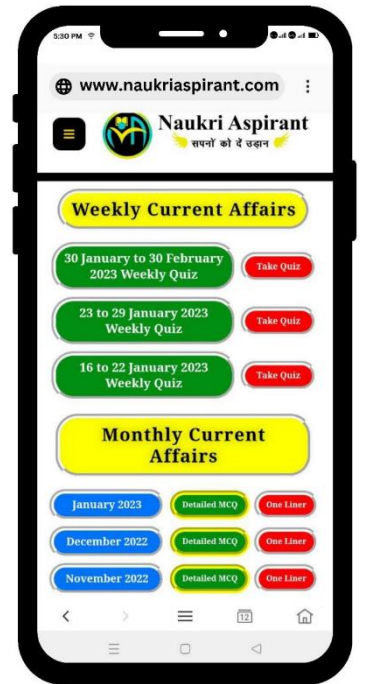 5:30 PM
www.naukriaspirant.com
Naukri Aspirant
सपनों को दें उड़ान
Weekly Current Affairs
30 January to 30 February
2023 Weekly Quiz
Take Quiz
23 to 29 January 2023
Weekly Quiz
Take Quiz
16 to 22 January 2023
Weekly Quiz
Take Quiz
Monthly Current
Affairs
January 2023 Detailed MCQ One Liner
December 2022 Detailed MCQ One Liner
November 2022 Detailed MCQ One Liner
12